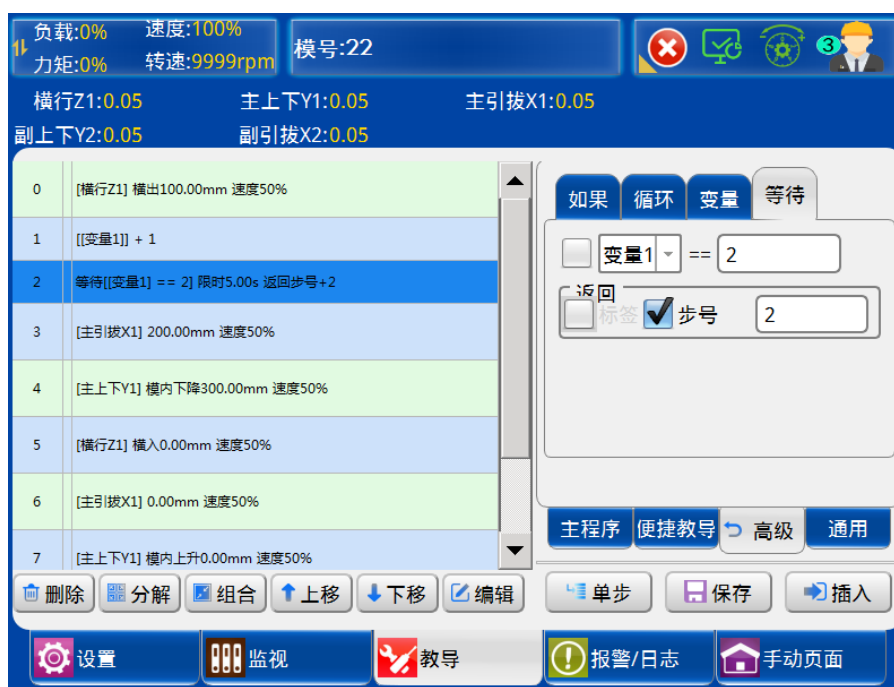 负载:0% 速度:100%
力矩:0% 转速:9999rpm
模号:22
3
横行Z1:0.05 主上下Y1:0.05 主引拔X1:0.05
副上下Y2:0.05 副引拔X2:0.05
0 [横行Z1] 横出100.00mm 速度50%
1 [[变量1]] + 1
2 等待[[变量1] == 2] 限时5.00s 返回步号+2
3 [主引拔X1] 200.00mm 速度50%
4 [主上下Y1] 模内下降300.00mm 速度50%
5 [横行Z1] 横入0.00mm 速度50%
6 [主引拔X1] 0.00mm 速度50%
7 [主上下Y1] 模内上升0.00mm 速度50%
如果 循环 变量 等待
变量1 == 2
返回
标签 步号 2
主程序 便捷教导 高级 通用
删除 分解 组合 上移 下移 编辑 单步 保存 插入
设置 监视 教导 报警/日志 手动页面